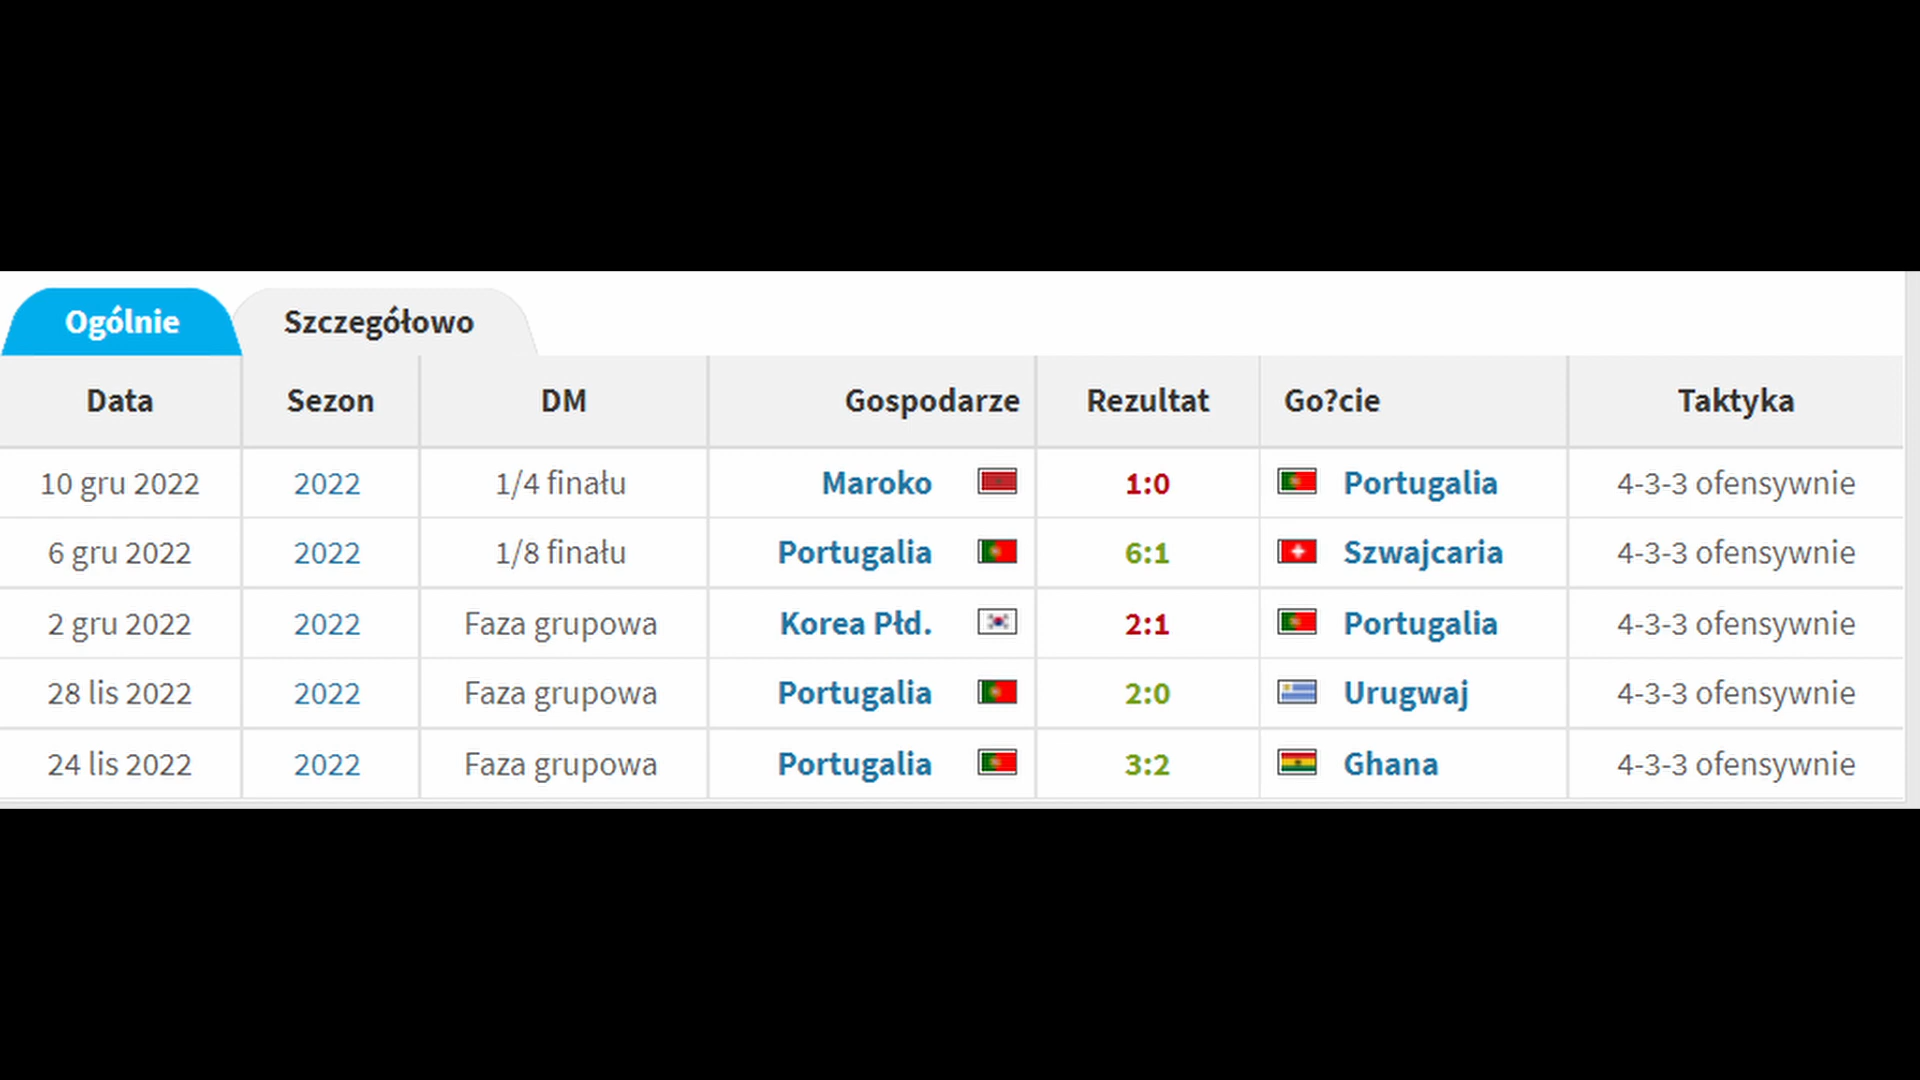 Ogólnie Szczegółowo
Data Sezon DM Gospodarze Rezultat Go?cie Taktyka
10 gru 2022 2022 1/4 finału Maroko 1:0 Portugalia 4-3-3 ofensywnie
6 gru 2022 2022 1/8 finału Portugalia 6:1 Szwajcaria 4-3-3 ofensywnie
2 gru 2022 2022 Faza grupowa Korea Płd. 2:1 Portugalia 4-3-3 ofensywnie
28 lis 2022 2022 Faza grupowa Portugalia 2:0 Urugwaj 4-3-3 ofensywnie
24 lis 2022 2022 Faza grupowa Portugalia 3:2 Ghana 4-3-3 ofensywnie